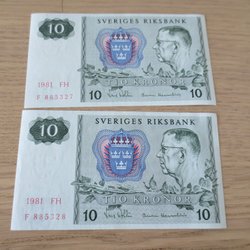 10 SVERIGES RIKSBANK
1981 FH
F 885327
TIO KRONOR
10 10
10 SVERIGES RIKSBANK
1981 FH
F 885328
TIO KRONOR
10 10